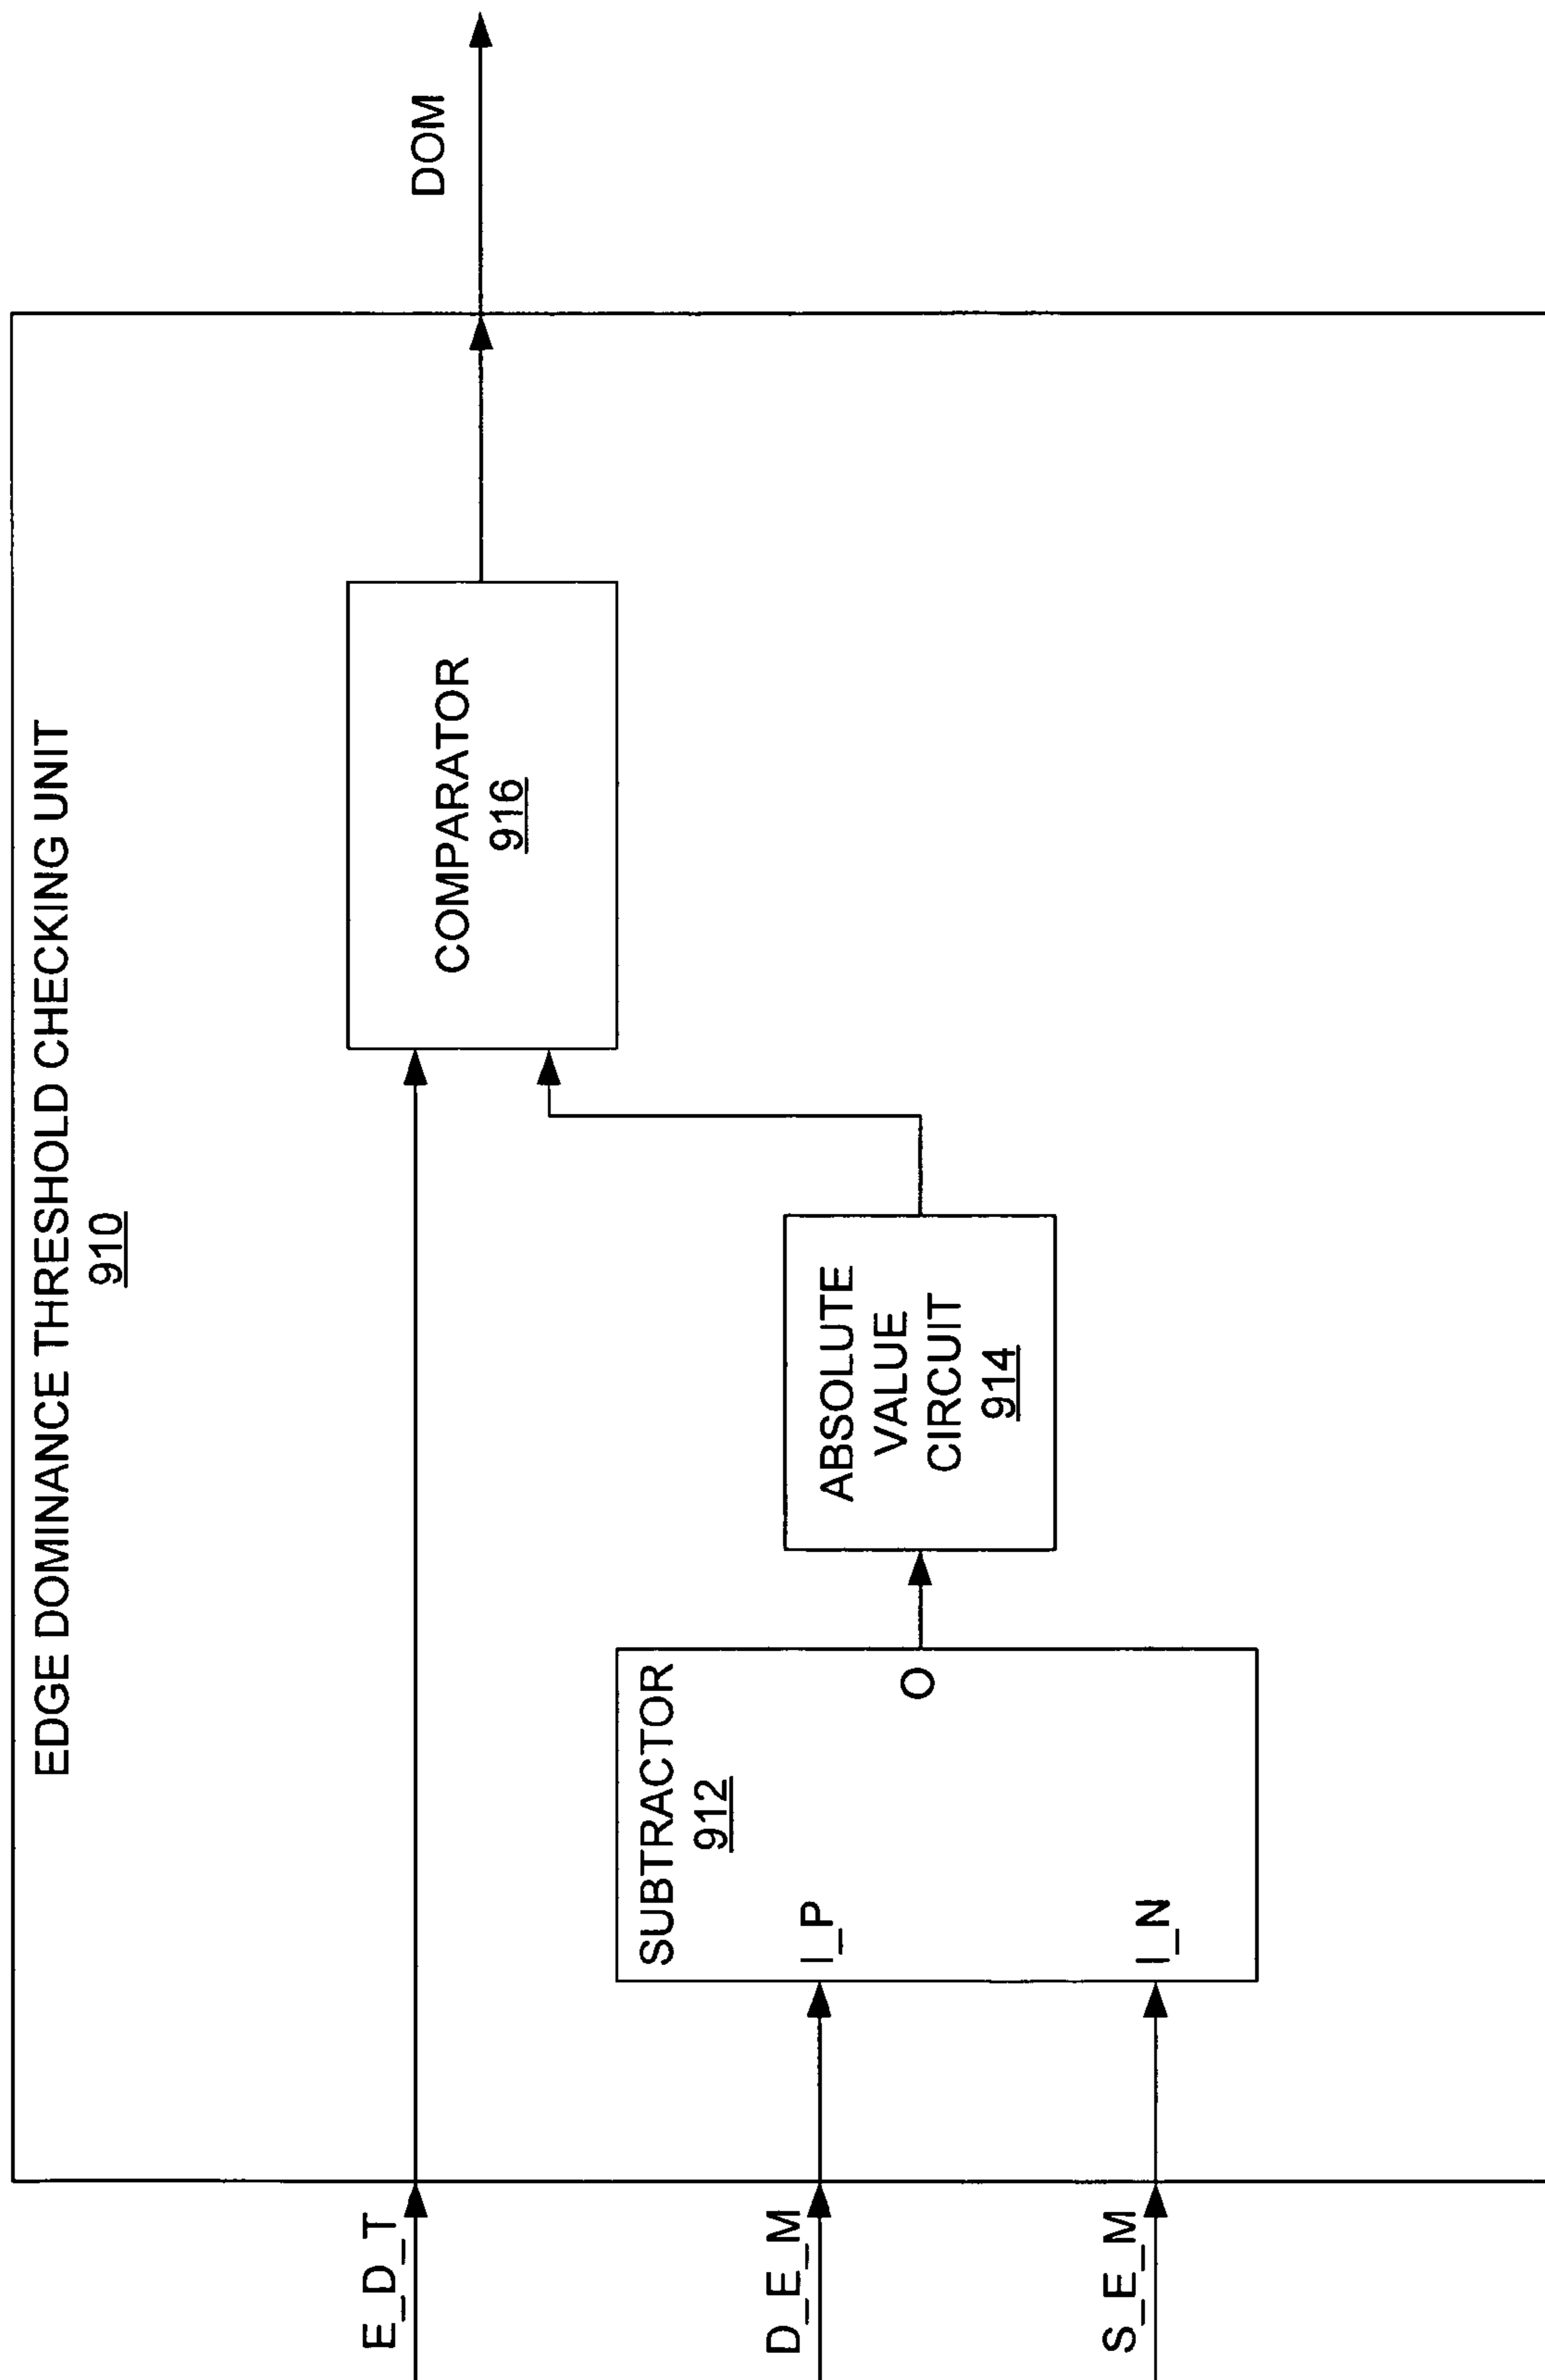 EDGE DOMINANCE THRESHOLD CHECKING UNIT
910
E_D_T
COMPARATOR
916
DOM
SUBTRACTOR
912
I_P
O
I_N
ABSOLUTE
VALUE
CIRCUIT
914
D_E_M
S_E_M